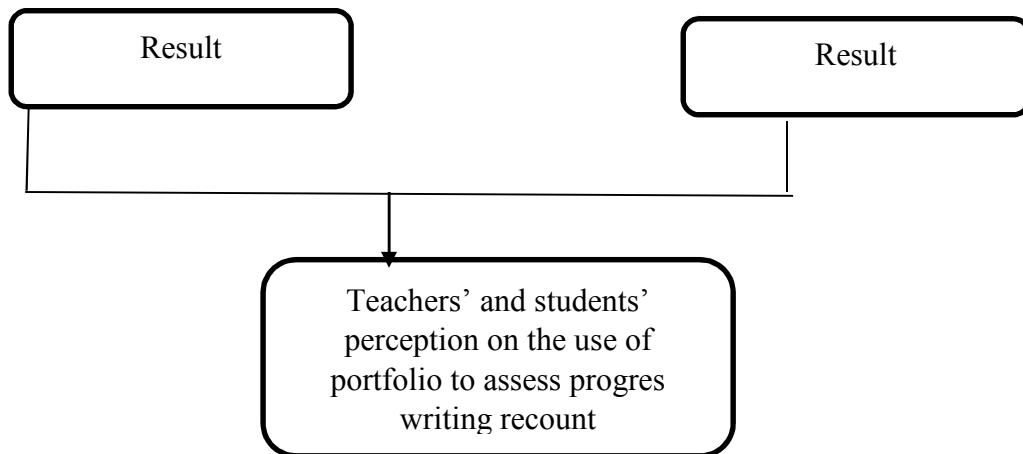 Result
Result
Teachers’ and students’
perception on the use of
portfolio to assess progres
writing recount